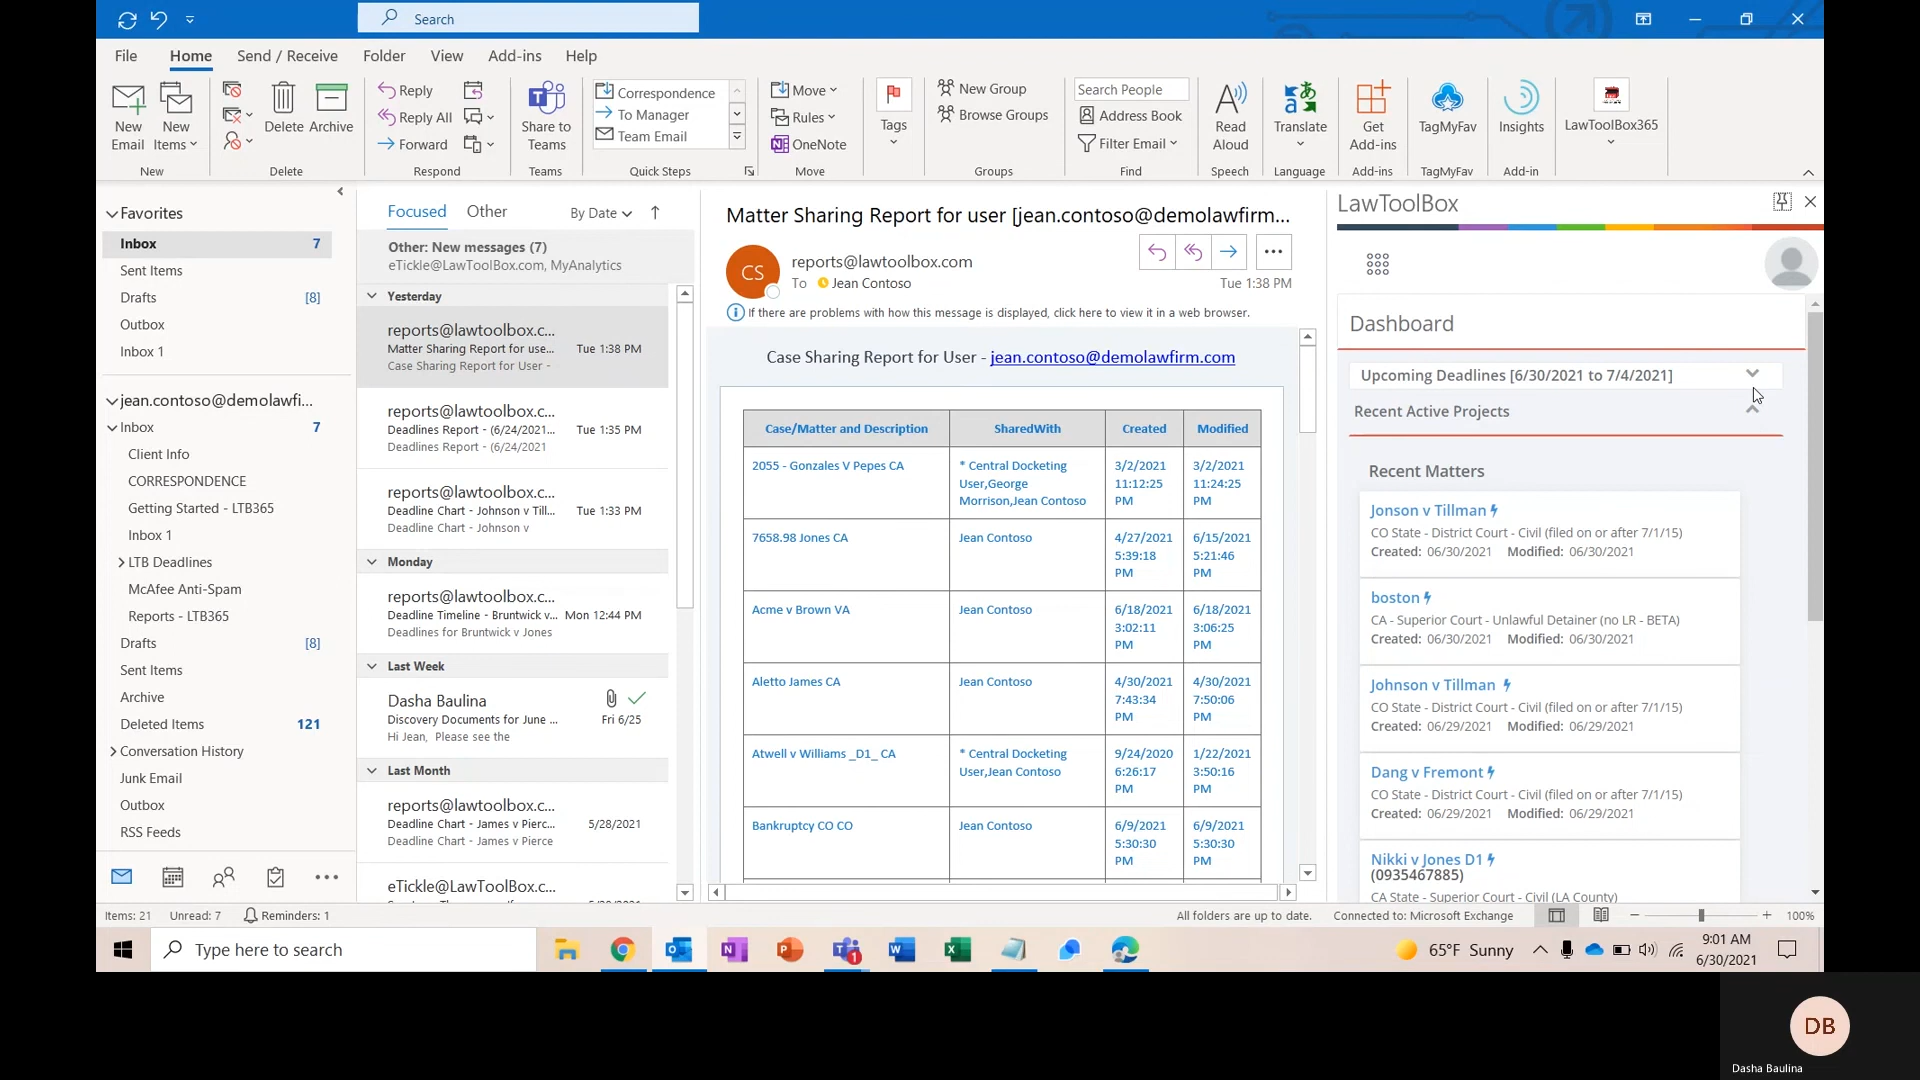 Search
File Home Send / Receive Folder View Add-ins Help
New Email
New Items
New
Delete
Archive
Delete
Reply
Reply All
Forward
Respond
Share to Teams
Teams
Correspondence
To Manager
Team Email
Quick Steps
Move
Rules
OneNote
Move
Tags
New Group
Browse Groups
Groups
Search People
Address Book
Filter Email
Find
Read Aloud
Speech
Translate
Language
Get Add-ins
Add-ins
TagMyFav
TagMyFav
Insights
Add-in
LawToolBox365
Favorites
Inbox 7
Sent Items
Drafts [8]
Outbox
Inbox 1
jean.contoso@demolawfi...
Inbox 7
Client Info
CORRESPONDENCE
Getting Started - LTB365
Inbox 1
LTB Deadlines
McAfee Anti-Spam
Reports - LTB365
Drafts [8]
Sent Items
Archive
Deleted Items 121
Conversation History
Junk Email
Outbox
RSS Feeds
Focused Other By Date
Other: New messages (7)
eTickle@LawToolBox.com, MyAnalytics
Yesterday
reports@lawtoolbox.c...
Matter Sharing Report for use... Tue 1:38 PM
Case Sharing Report for User -
reports@lawtoolbox.c...
Deadlines Report - (6/24/2021... Tue 1:35 PM
Deadlines Report - (6/24/2021
reports@lawtoolbox.c...
Deadline Chart - Johnson v Till... Tue 1:33 PM
Deadline Chart - Johnson v
Monday
reports@lawtoolbox.c...
Deadline Timeline - Bruntwick v... Mon 12:44 PM
Deadlines for Bruntwick v Jones
Last Week
Dasha Baulina
Discovery Documents for June ... Fri 6/25
Hi Jean, Please see the
Last Month
reports@lawtoolbox.c...
Deadline Chart - James v Pierc... 5/28/2021
Deadline Chart - James v Pierce
eTickle@LawToolBox.c...
Matter Sharing Report for user [jean.contoso@demolawfirm...
CS
reports@lawtoolbox.com
To Jean Contoso
Tue 1:38 PM
If there are problems with how this message is displayed, click here to view it in a web browser.
Case Sharing Report for User - jean.contoso@demolawfirm.com
Case/Matter and Description SharedWith Created Modified
2055 - Gonzales V Pepes CA * Central Docketing User,George Morrison,Jean Contoso 3/2/2021 11:12:25 PM 3/2/2021 11:24:25 PM
7658.98 Jones CA Jean Contoso 4/27/2021 5:39:18 PM 6/15/2021 5:21:46 PM
Acme v Brown VA Jean Contoso 6/18/2021 3:02:11 PM 6/18/2021 3:06:25 PM
Aletto James CA Jean Contoso 4/30/2021 7:43:34 PM 4/30/2021 7:50:06 PM
Atwell v Williams _D1_ CA * Central Docketing User,Jean Contoso 9/24/2020 6:26:17 PM 1/22/2021 3:50:16 PM
Bankruptcy CO CO Jean Contoso 6/9/2021 5:30:30 PM 6/9/2021 5:30:30 PM
LawToolBox
Dashboard
Upcoming Deadlines [6/30/2021 to 7/4/2021]
Recent Active Projects
Recent Matters
Jonson v Tillman
CO State - District Court - Civil (filed on or after 7/1/15)
Created: 06/30/2021 Modified: 06/30/2021
boston
CA - Superior Court - Unlawful Detainer (no LR - BETA)
Created: 06/30/2021 Modified: 06/30/2021
Johnson v Tillman
CO State - District Court - Civil (filed on or after 7/1/15)
Created: 06/29/2021 Modified: 06/29/2021
Dang v Fremont
CO State - District Court - Civil (filed on or after 7/1/15)
Created: 06/29/2021 Modified: 06/29/2021
Nikki v Jones D1
(0935467885)
CA State - Superior Court - Civil (LA County)
Items: 21 Unread: 7 Reminders: 1
All folders are up to date. Connected to: Microsoft Exchange 100%
Type here to search
1
65°F Sunny
9:01 AM
6/30/2021
DB
Dasha Baulina